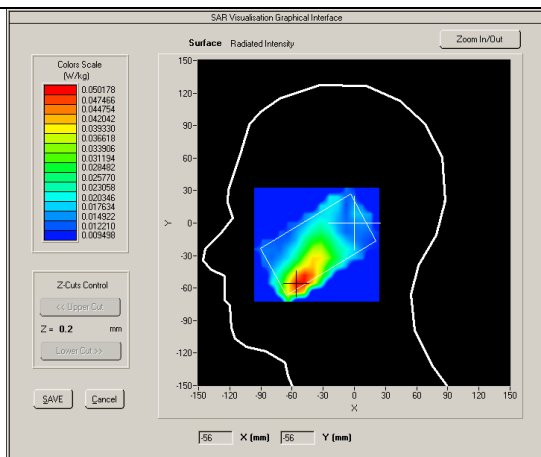 SAR Visualisation Graphical Interface
Surface Radiated Intensity
Zoom In/Out
Colors Scale
(W/kg)
0.050178
0.047466
0.044754
0.042042
0.039330
0.036618
0.033906
0.031194
0.028482
0.025770
0.023058
0.020346
0.017634
0.014922
0.012210
0.009498
Z-Cuts Control
<< Upper Cut
Z = 0.2 mm
Lower Cut >>
SAVE Cancel
150-
120-
90-
60-
30-
0-
-30-
-60-
-90-
-120-
-150-
Y
-150 -120 -90 -60 -30 0 30 60 90 120 150
X
-56 X (mm) -56 Y (mm)